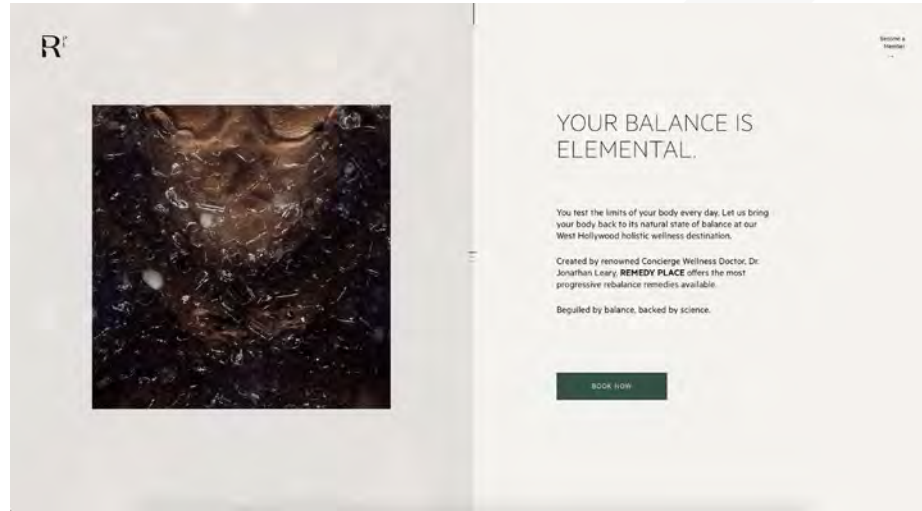 R
become a
Member
YOUR BALANCE IS
ELEMENTAL.
You test the limits of your body every day. Let us bring
your body back to its natural state of balance at our
West Hollywood holistic wellness destination.
Created by renowned Concierge Wellness Doctor, Dr.
Jonathan Leary, REMEDY PLACE offers the most
progressive rebalance remedies available.
Beguiled by balance, backed by science.
BOOK NOW